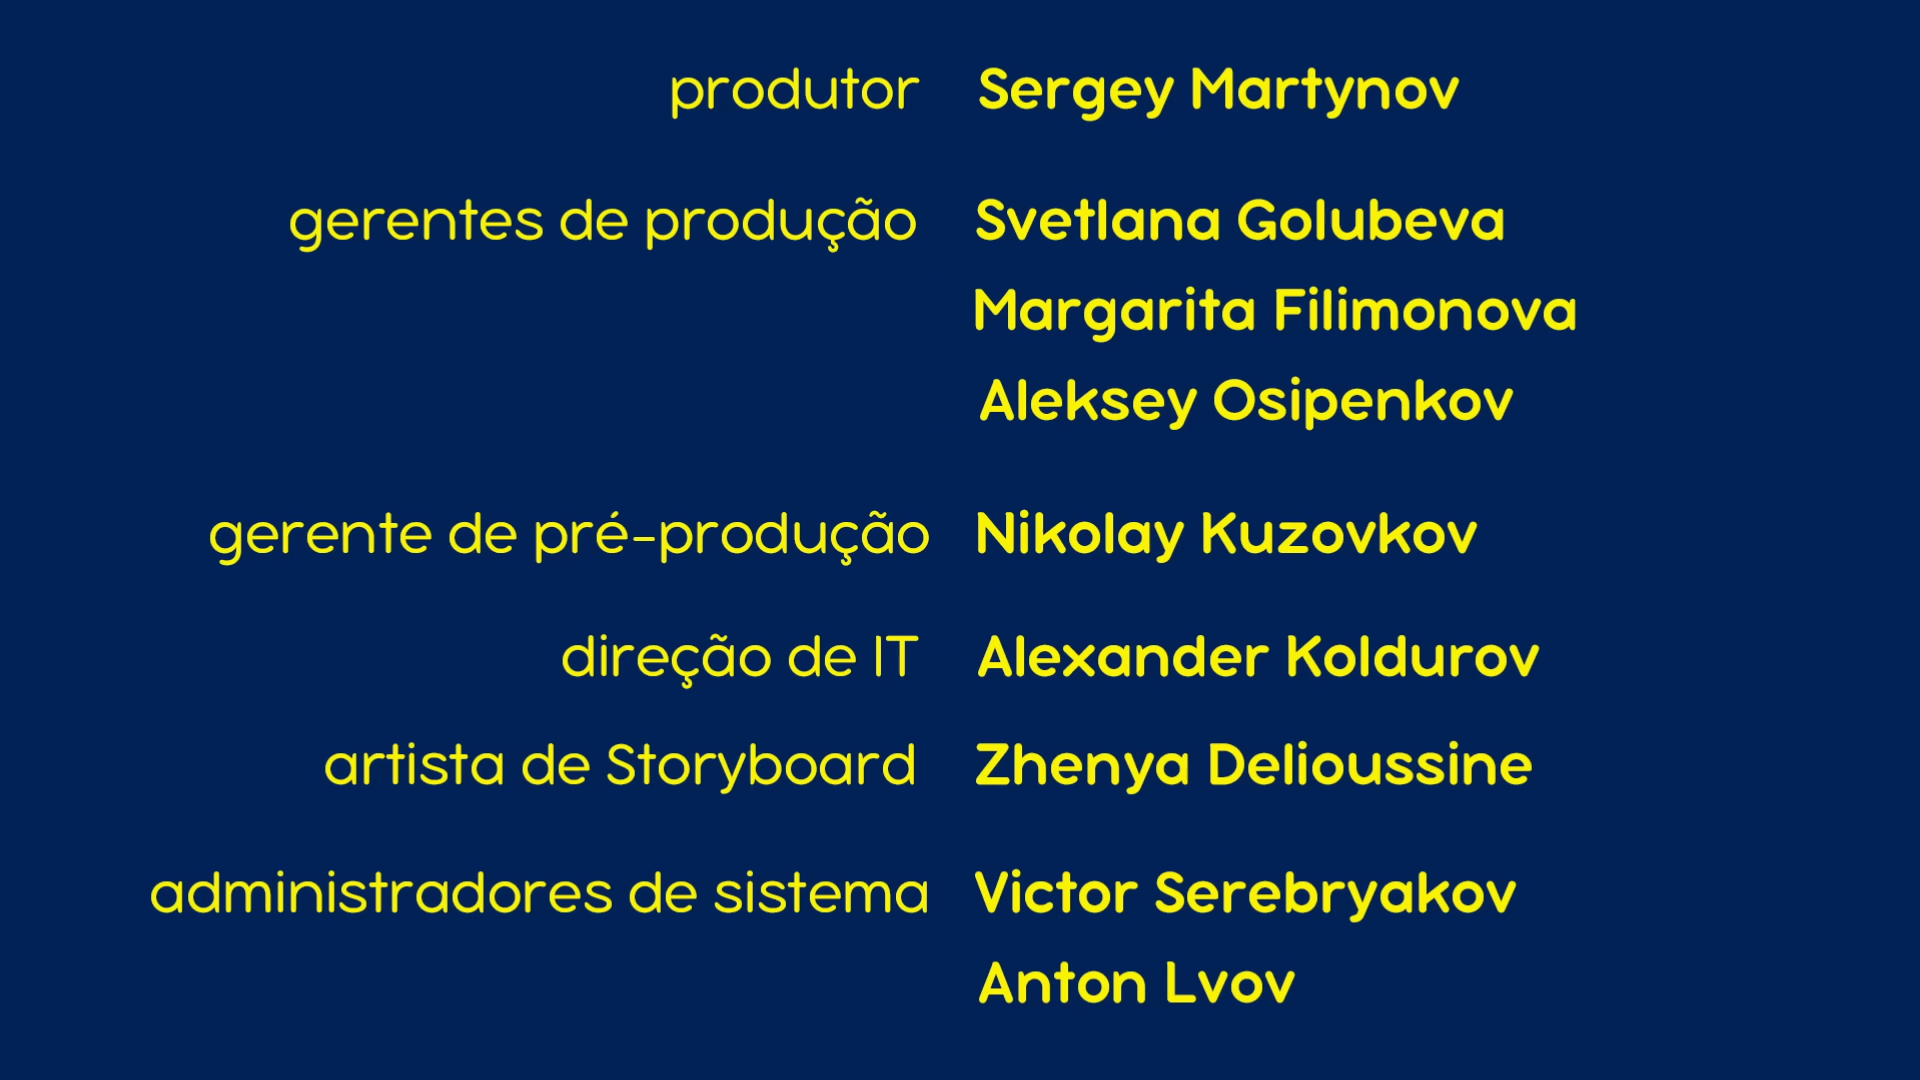 produtor Sergey Martynov
gerentes de produção Svetlana Golubeva
Margarita Filimonova
Aleksey Osipenkov
gerente de pré-produção Nikolay Kuzovkov
direção de IT Alexander Koldurov
artista de Storyboard Zhenya Delioussine
administradores de sistema Victor Serebryakov
Anton Lvov